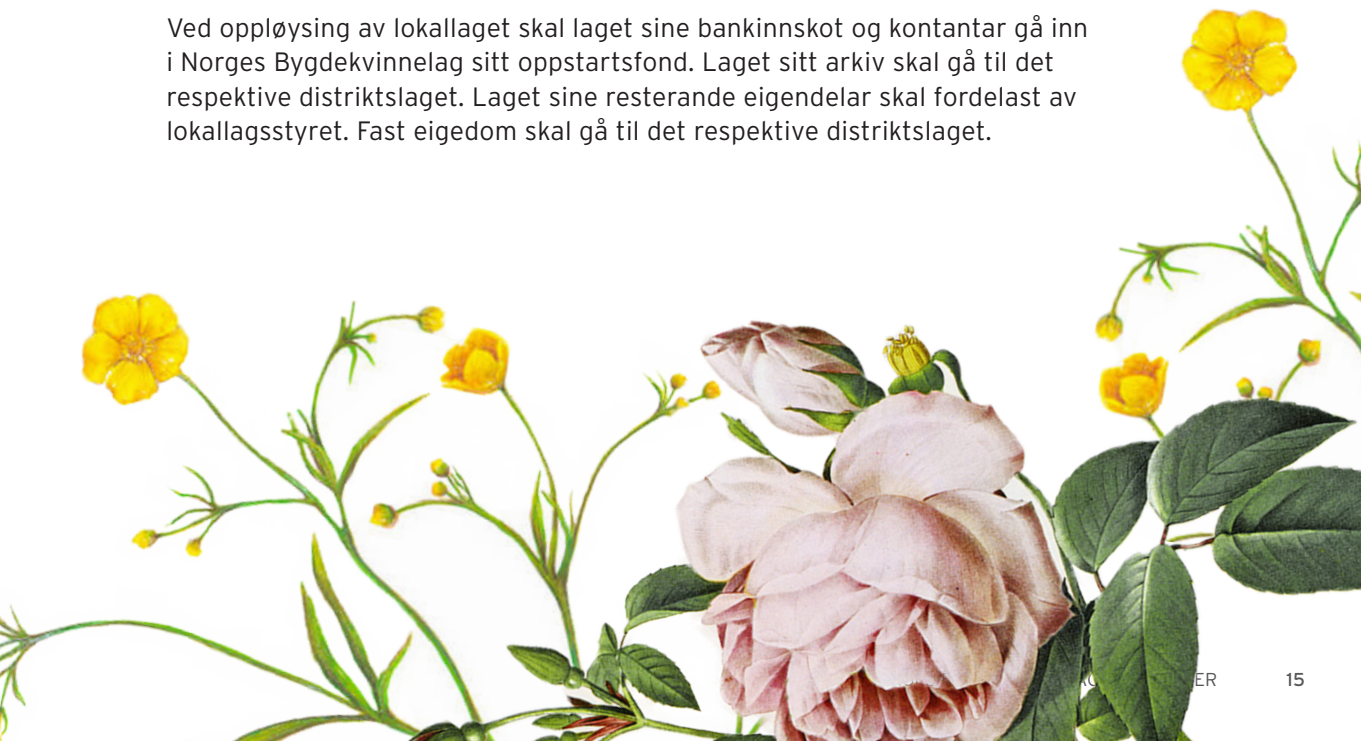 Ved oppløysing av lokallaget skal laget sine bankinnskot og kontantar gå inn
i Norges Bygdekvinnelag sitt oppstartsfond. Laget sitt arkiv skal gå til det
respektive distriktslaget. Laget sine resterande eigendelar skal fordelast av
lokallagsstyret. Fast eigedom skal gå til det respektive distriktslaget.
15